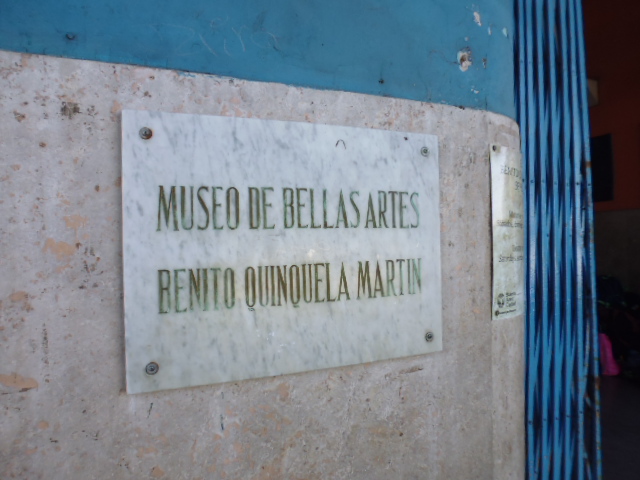 MUSEO DE BELLAS ARTES
BENITO QUINQUELA MARTIN